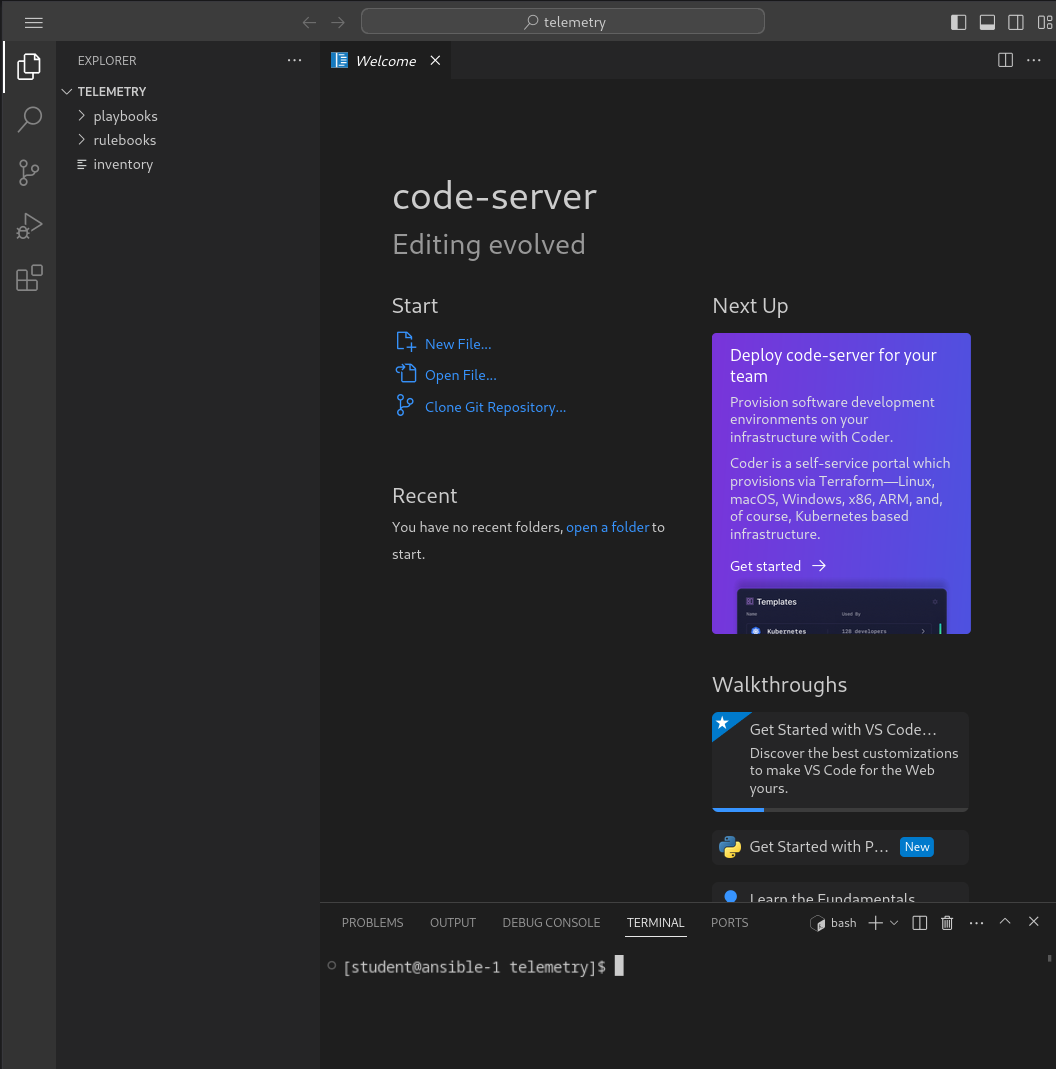 telemetry
EXPLORER
TELEMETRY
playbooks
rulebooks
inventory
Welcome
code-server
Editing evolved
Start
New File...
Open File...
Clone Git Repository...
Recent
You have no recent folders, open a folder to
start.
Next Up
Deploy code-server for your
team
Provision software development
environments on your
infrastructure with Coder.
Coder is a self-service portal which
provisions via Terraform—Linux,
macOS, Windows, x86, ARM, and,
of course, Kubernetes based
infrastructure.
Get started
Templates
Name Used By
Kubernetes 128 developers
Walkthroughs
Get Started with VS Code...
Discover the best customizations
to make VS Code for the Web
yours.
Get Started with P... New
Learn the Fundamentals
PROBLEMS OUTPUT DEBUG CONSOLE TERMINAL PORTS bash
[student@ansible-1 telemetry]$